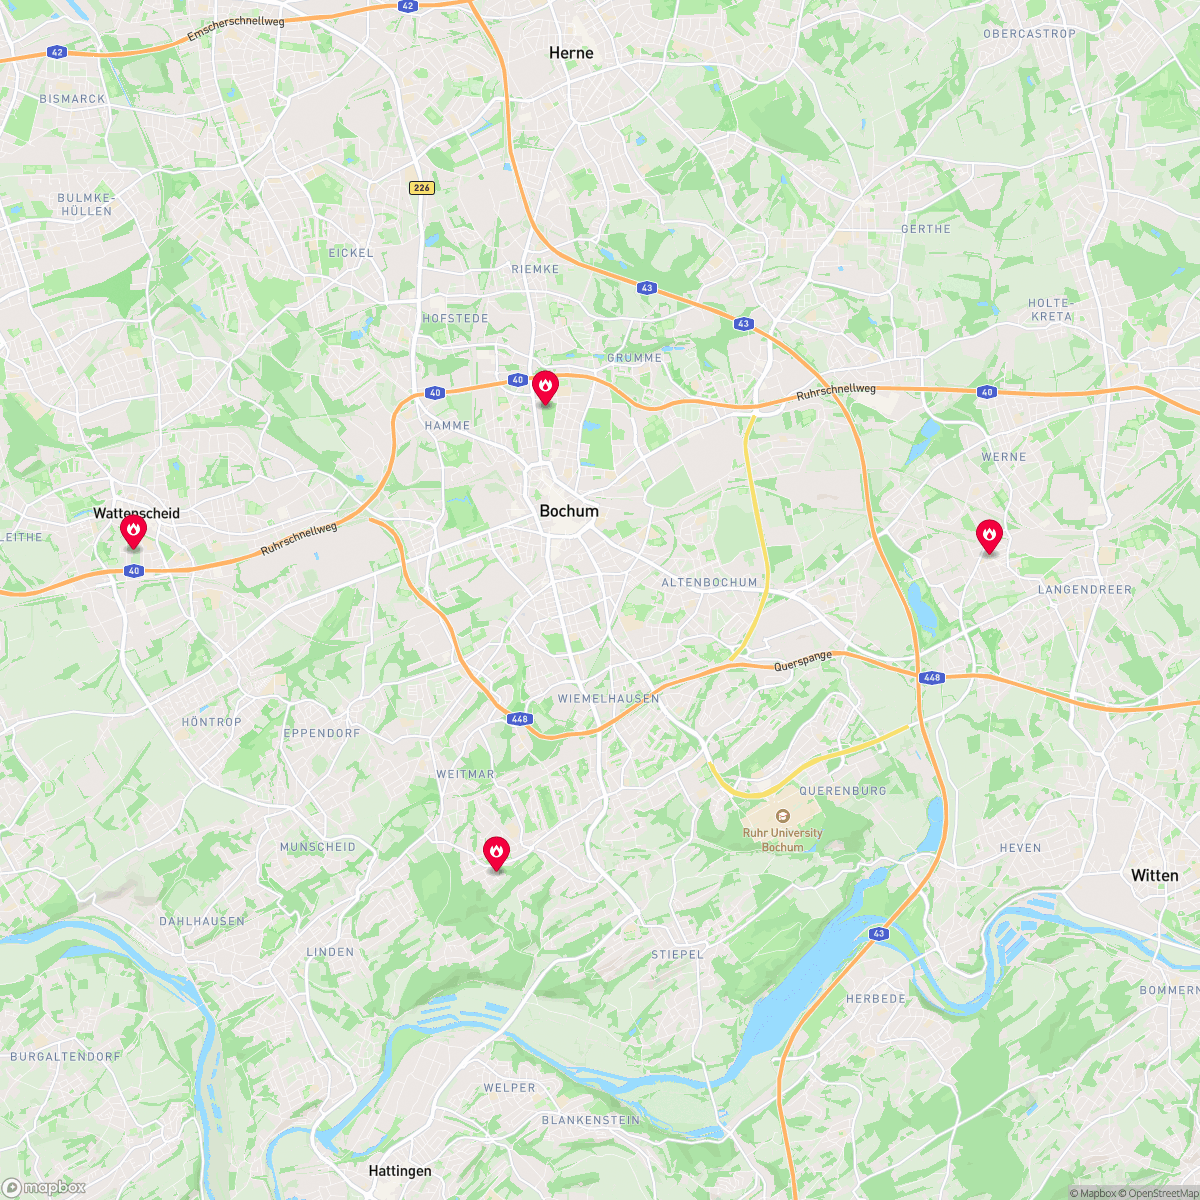 42
Emscherschnellweg
42
Herne
OBERCASTROP
BISMARCK
226
BULMKE-
HÜLLEN
GERTHE
EICKEL
RIEMKE
43
HOLTE-
KRETA
HOFSTEDE
43
GRUMME
40
40
Ruhrschnellweg
40
HAMME
WERNE
Wattenscheid
Bochum
LEITHE
Ruhrschnellweg
40
ALTENBOCHUM
LANGENDREER
Querspange
448
WIEMELHAUSEN
HÖNTROP
448
EPPENDORF
WEITMAR
QUERENBURG
Ruhr University
Bochum
MUNSCHEID
HEVEN
Witten
DAHLHAUSEN
43
LINDEN
STIEPEL
BOMMERN
HERBEDE
BURGALTENDORF
WELPER
BLANKENSTEIN
Hattingen
mapbox
© Mapbox © OpenStreetMap